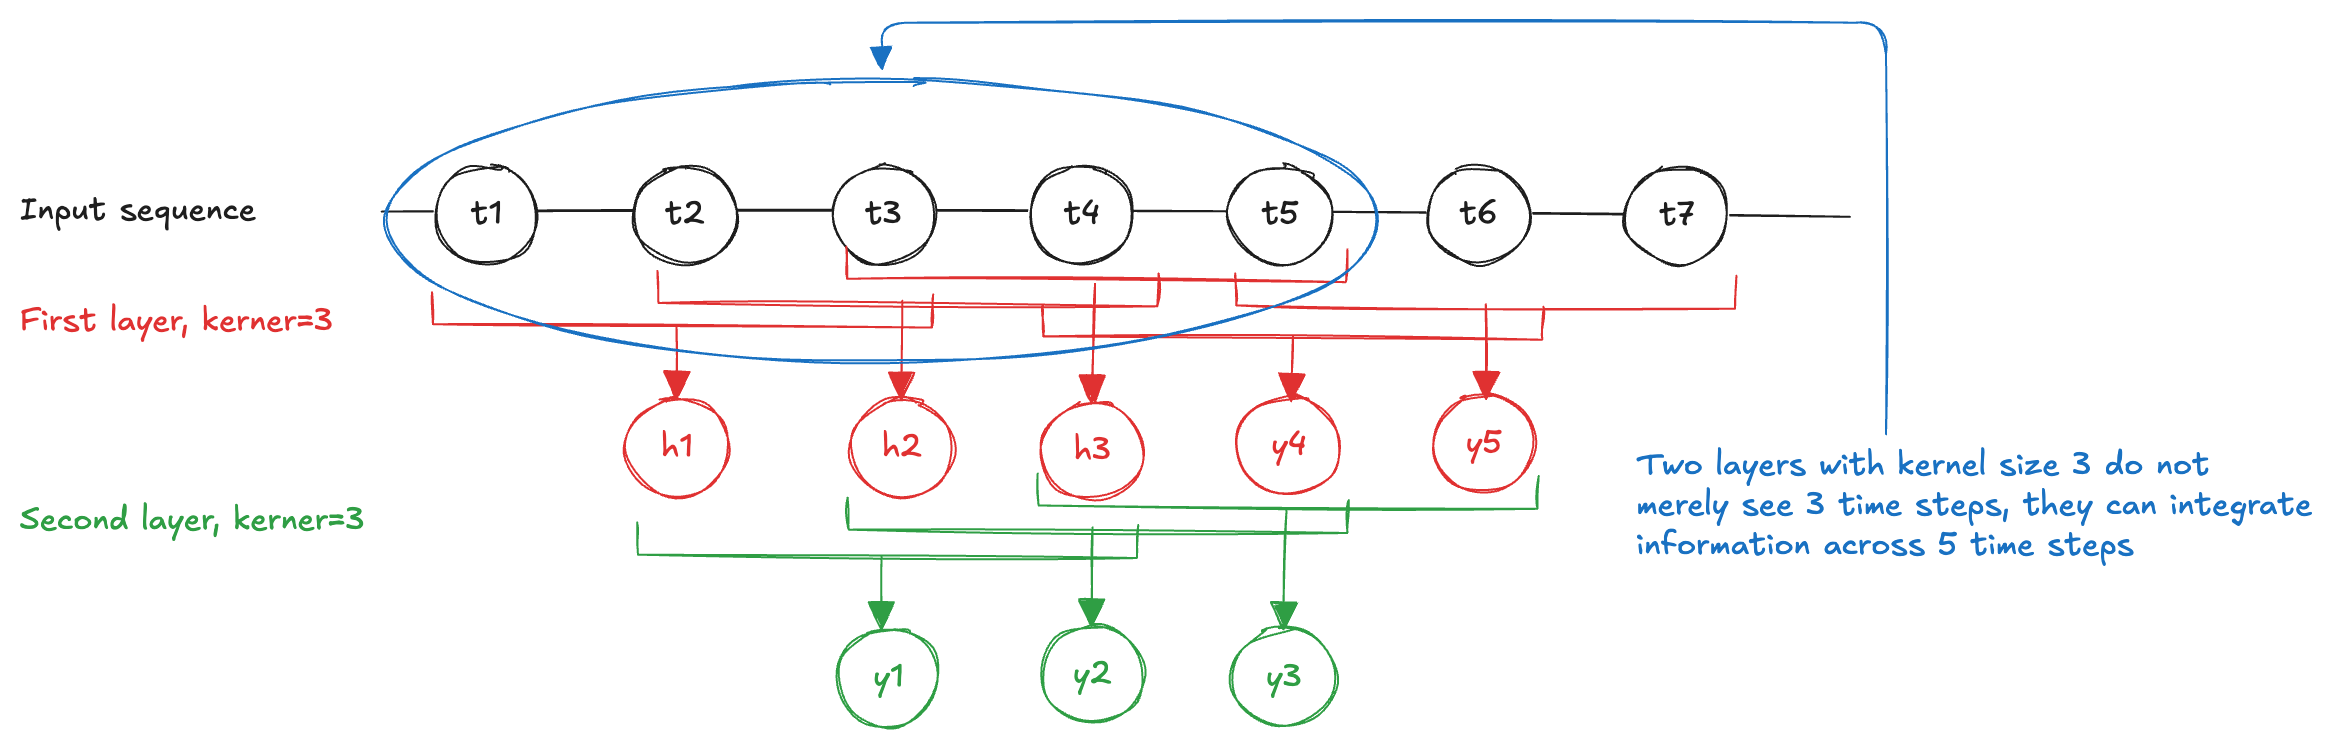 Input sequence
t1 t2 t3 t4 t5 t6 t7
First layer, kerner=3
h1 h2 h3 y4 y5
Two layers with kernel size 3 do not
merely see 3 time steps, they can integrate
information across 5 time steps
Second layer, kerner=3
y1 y2 y3